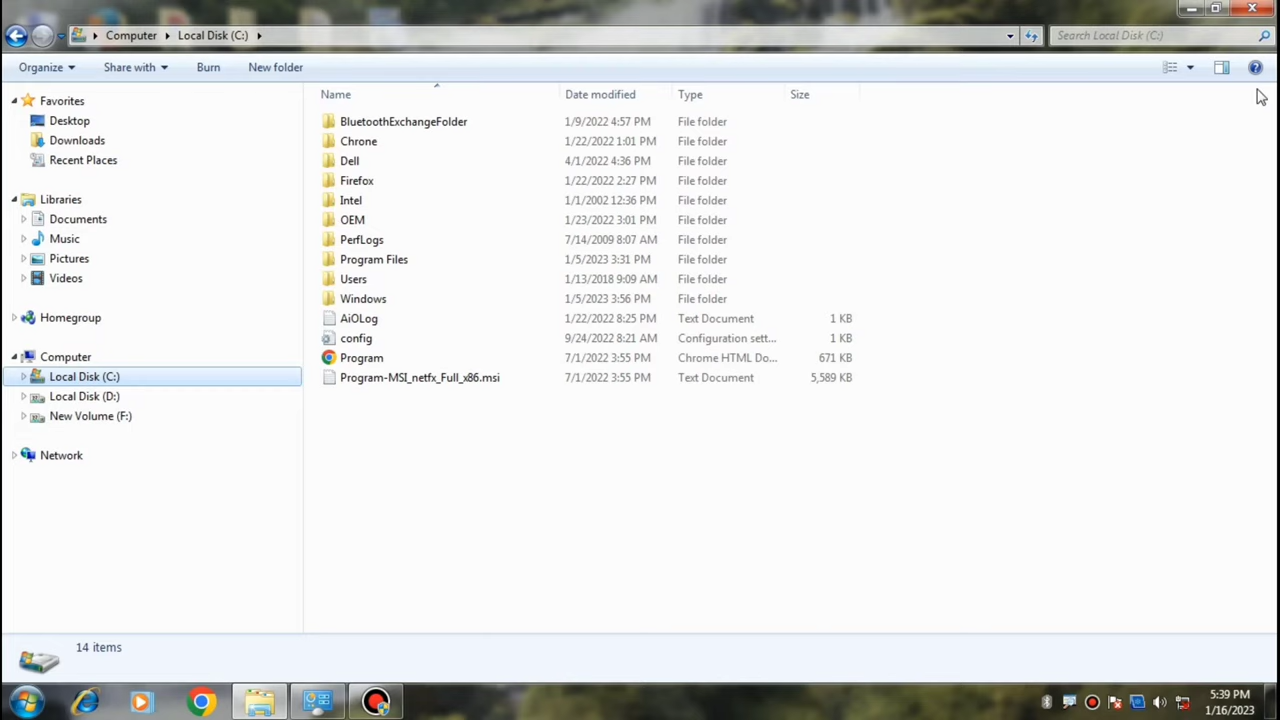 Computer Local Disk (C:) Search Local Disk (C:)
Organize Share with Burn New folder
Name Date modified Type Size
Favorites
Desktop
Downloads
Recent Places
Libraries
Documents
Music
Pictures
Videos
Homegroup
Computer
Local Disk (C:)
Local Disk (D:)
New Volume (F:)
Network
BluetoothExchangeFolder 1/9/2022 4:57 PM File folder
Chrone 1/22/2022 1:01 PM File folder
Dell 4/1/2022 4:36 PM File folder
Firefox 1/22/2022 2:27 PM File folder
Intel 1/1/2002 12:36 PM File folder
OEM 1/23/2022 3:01 PM File folder
PerfLogs 7/14/2009 8:07 AM File folder
Program Files 1/5/2023 3:31 PM File folder
Users 1/13/2018 9:09 AM File folder
Windows 1/5/2023 3:56 PM File folder
AiOLog 1/22/2022 8:25 PM Text Document 1 KB
config 9/24/2022 8:21 AM Configuration sett... 1 KB
Program 7/1/2022 3:55 PM Chrome HTML Do... 671 KB
Program-MSI_netfx_Full_x86.msi 7/1/2022 3:55 PM Text Document 5,589 KB
14 items
5:39 PM
1/16/2023